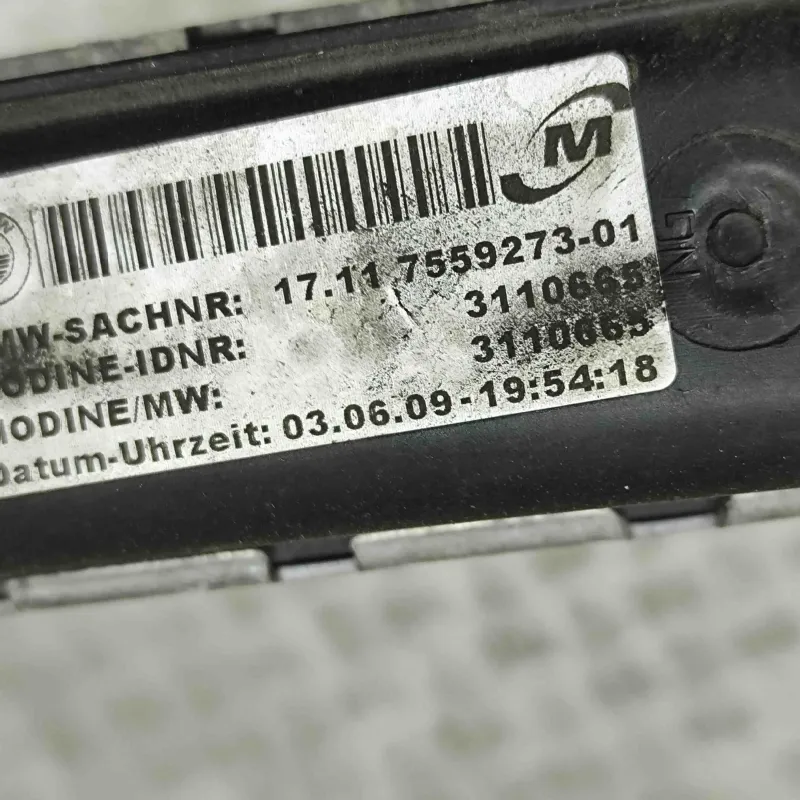 M
MW-SACHNR: 17.11 7559273-01
ODINE-IDNR: 3110665
MODINE/MW: 3110665
Datum-Uhrzeit: 03.06.09-19:54:18